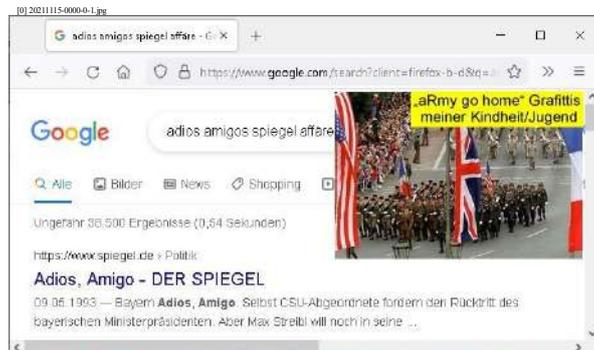 [0] 20211115-0000-0-1.jpg
adios amigos spiegel affäre - G
https://www.google.com/search?client=firefox-b-d&q=
„aRmy go home“ Grafittis
meiner Kindheit/Jugend
Google
adios amigos spiegel affäre
Alle
Bilder
News
Shopping
Ungefähr 36.500 Ergebnisse (0,54 Sekunden)
https://www.spiegel.de › Politik
Adios, Amigo - DER SPIEGEL
09.05.1993 — Bayern Adios, Amigo. Selbst CSU-Abgeordnete fordern den Rücktritt des
bayerischen Ministerpräsidenten. Aber Max Streibl will noch in seine ...